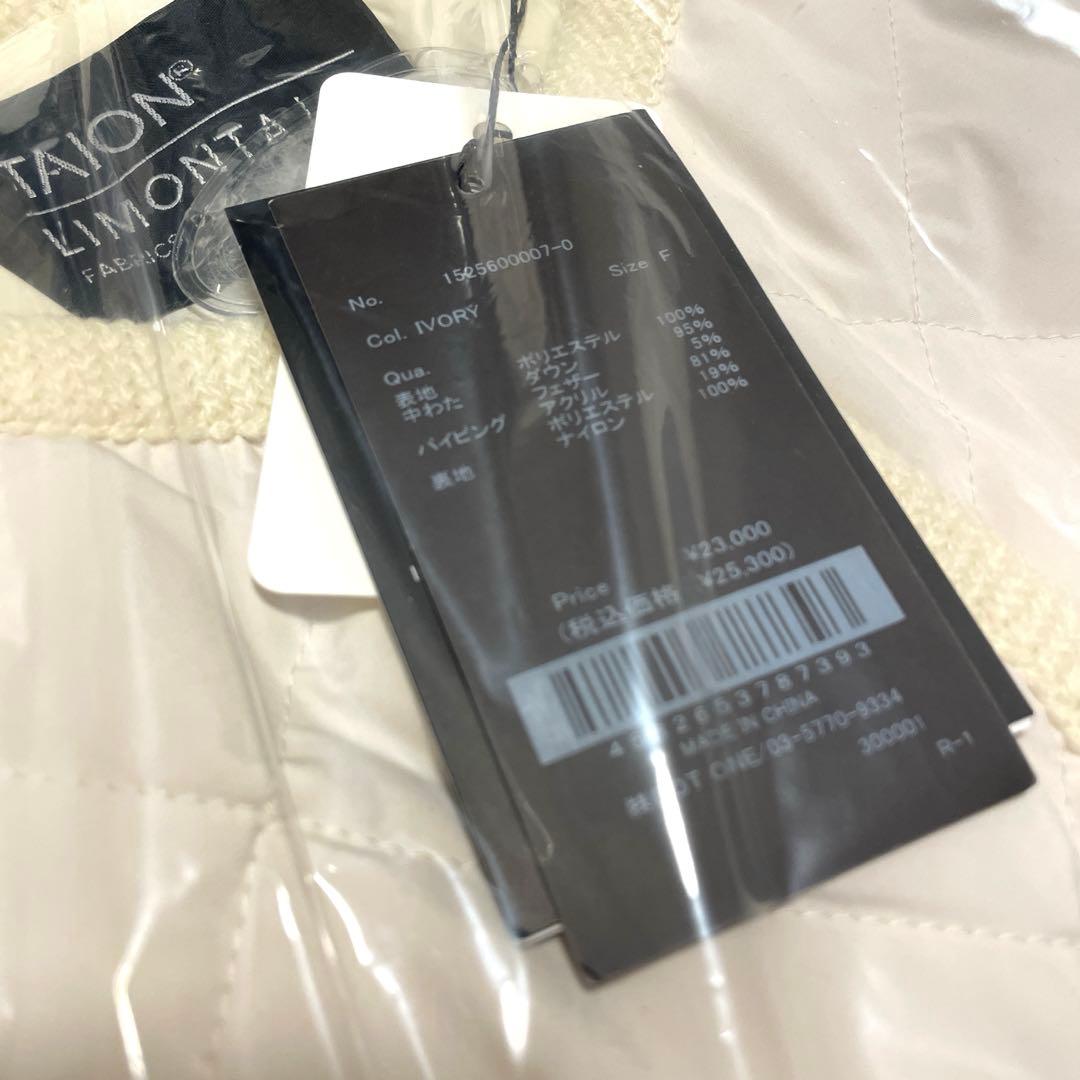 TAION®
LIMONTA
FABRICS
No. 1525600007-0
Col. IVORY Size F
Qua.
表地 ポリエステル 100%
中わた ダウン 95%
フェザー 5%
パイピング アクリル 81%
ポリエステル 19%
裏地 ナイロン 100%
Price ¥23,000
(税込価格 ¥25,300)
2653787393
MADE IN CHINA
ONE/03-5770-9334
300001
R-1